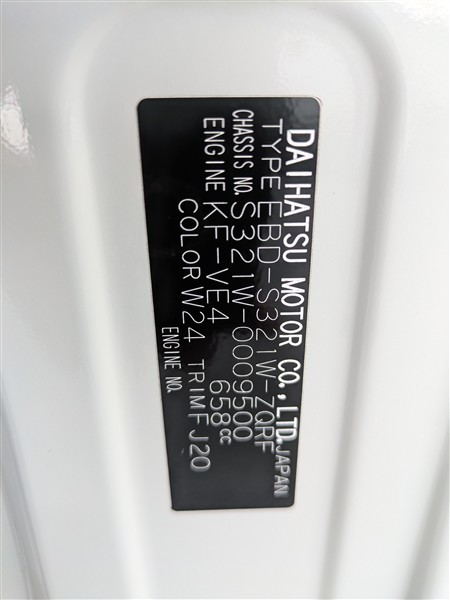 DAIHATSU MOTOR CO.,LTD. JAPAN
TYPE EBD-S321W-ZQRF
CHASSIS NO. S321W-0009500
ENGINE KF-VE4 658cc
COLOR W24 TRIM FJ20
ENGINE NO.